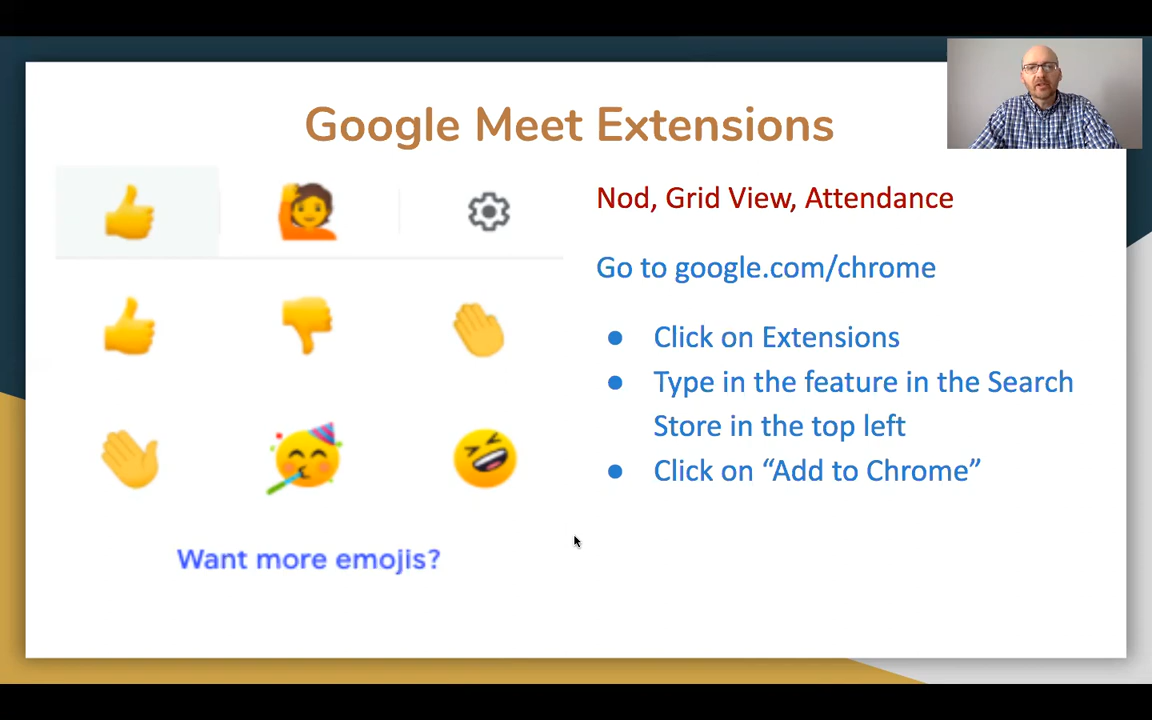 Google Meet Extensions
Nod, Grid View, Attendance
Go to google.com/chrome
● Click on Extensions
● Type in the feature in the Search
Store in the top left
● Click on “Add to Chrome”
Want more emojis?